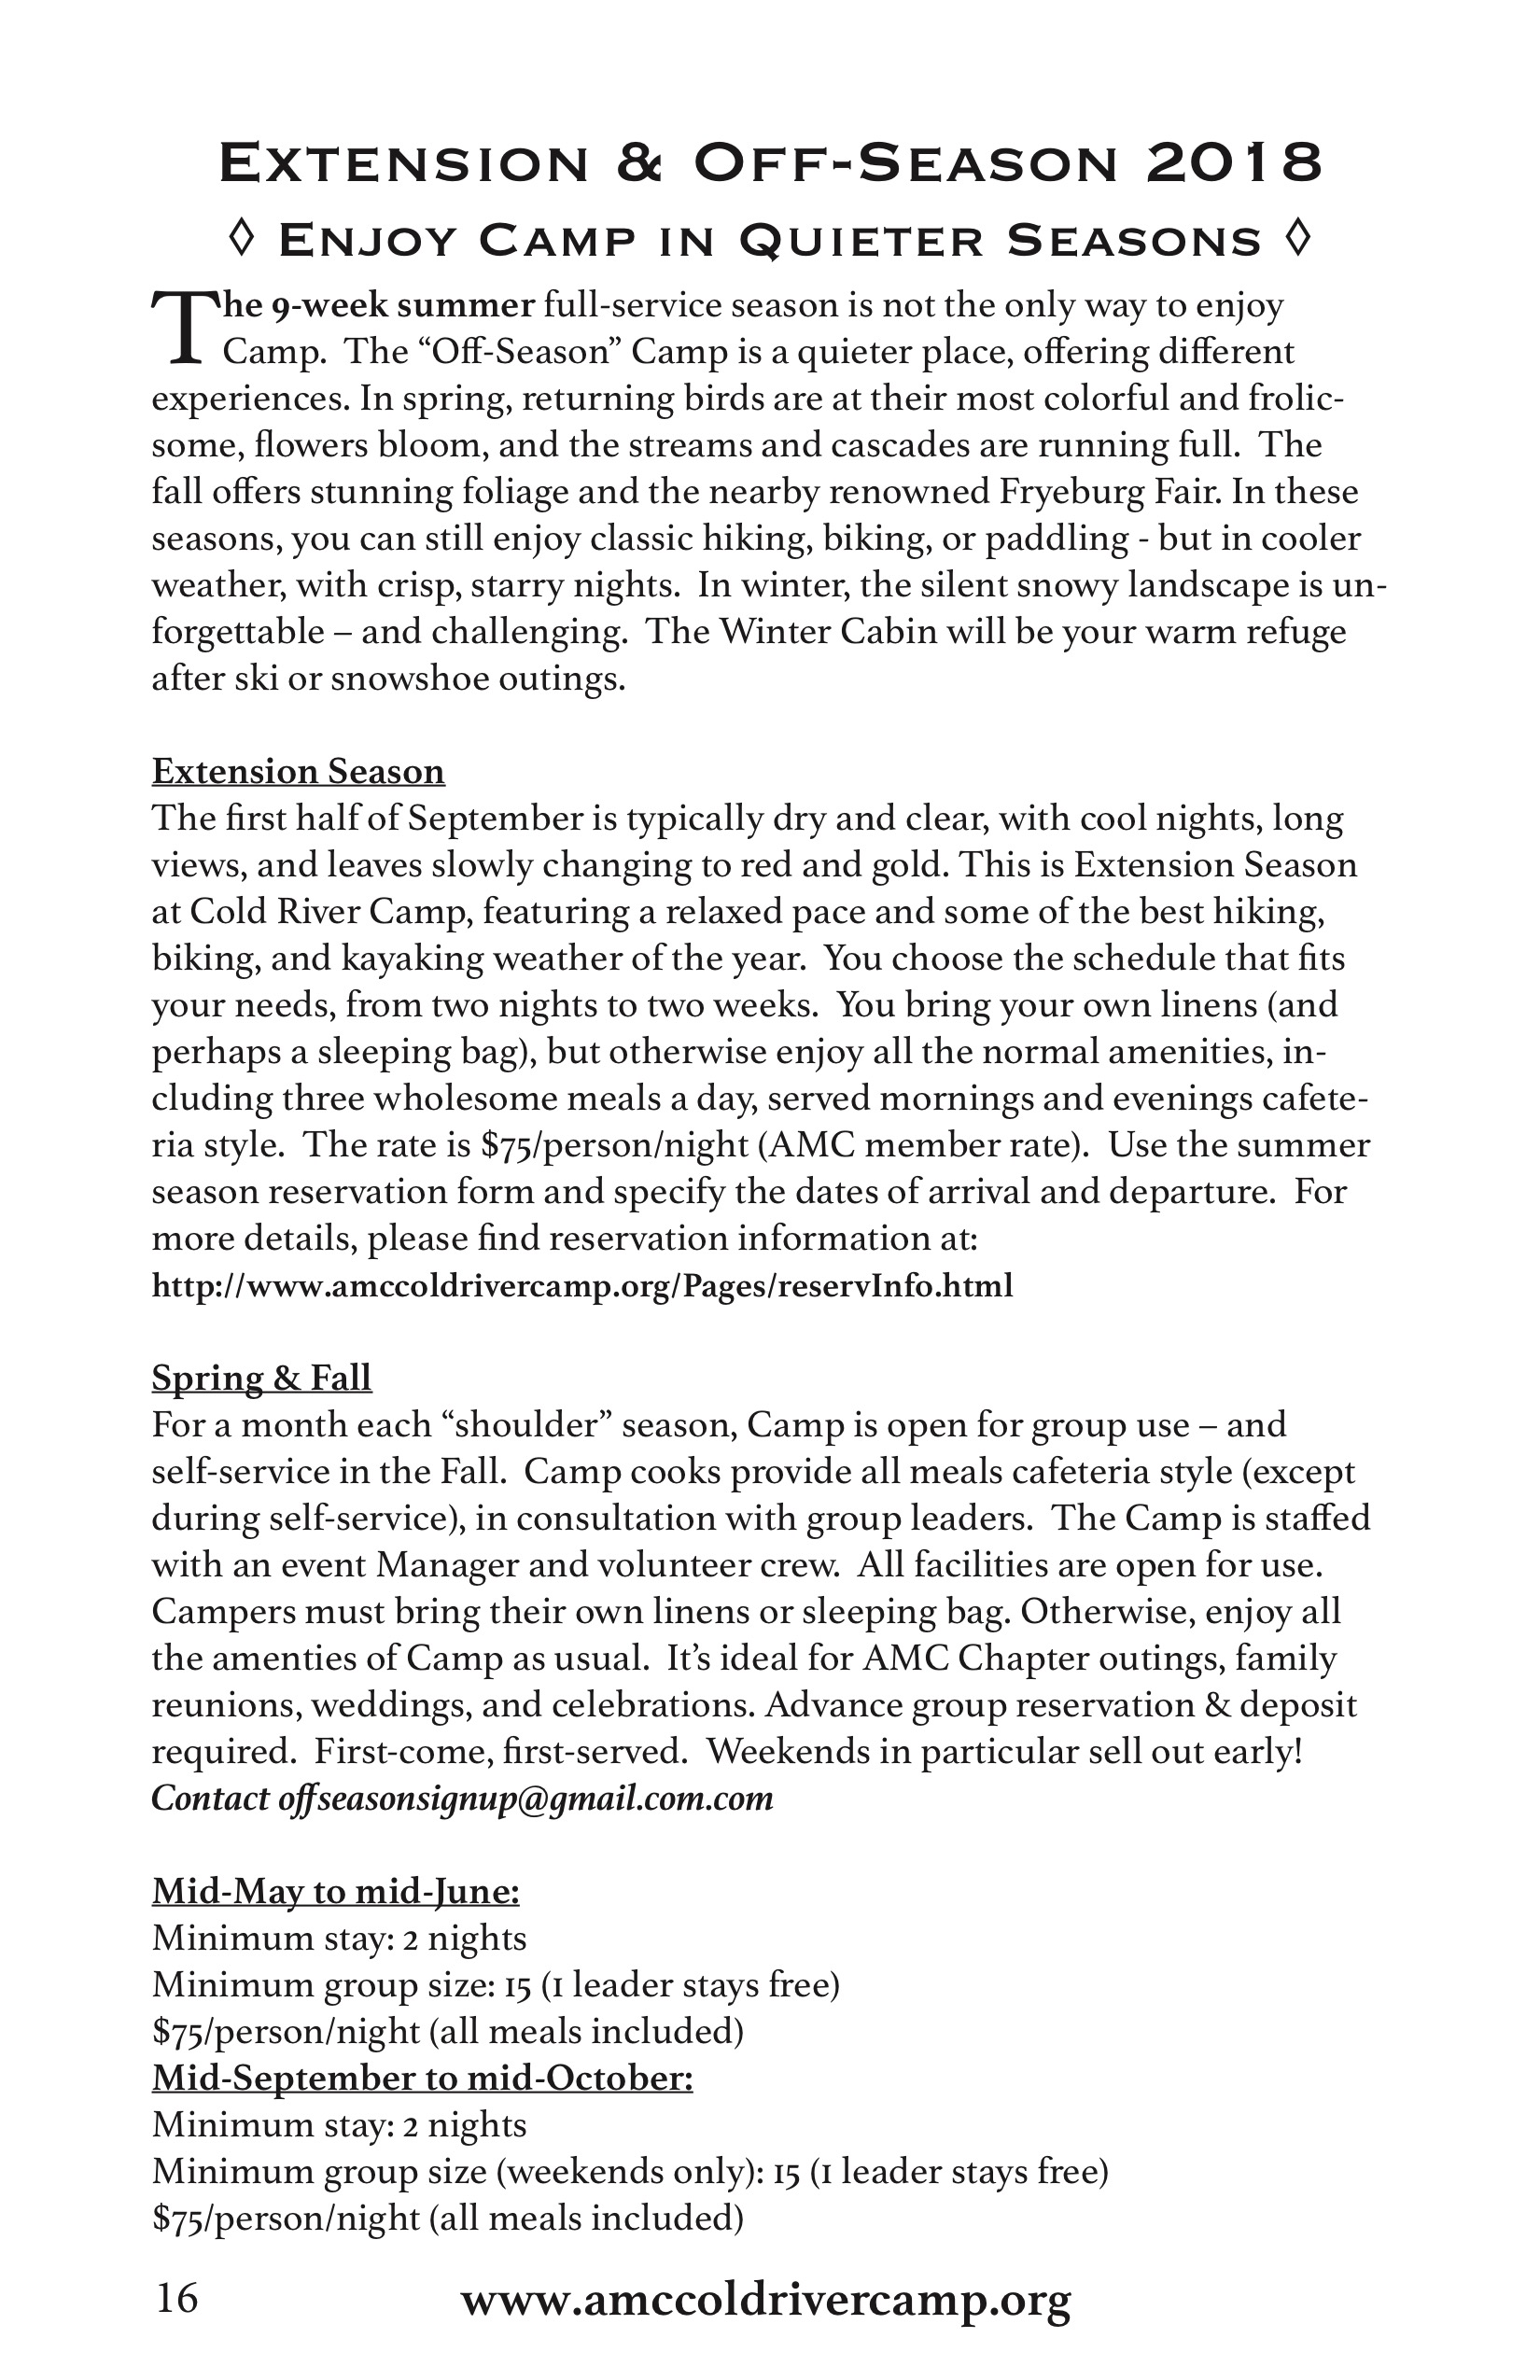 Extension & Off-Season 2018
◊ Enjoy Camp in Quieter Seasons ◊
The 9-week summer full-service season is not the only way to enjoy
Camp.  The “Off-Season” Camp is a quieter place, offering different
experiences. In spring, returning birds are at their most colorful and frolic-
some, flowers bloom, and the streams and cascades are running full.  The
fall offers stunning foliage and the nearby renowned Fryeburg Fair. In these
seasons, you can still enjoy classic hiking, biking, or paddling - but in cooler
weather, with crisp, starry nights.  In winter, the silent snowy landscape is un-
forgettable – and challenging.  The Winter Cabin will be your warm refuge
after ski or snowshoe outings.
Extension Season
The first half of September is typically dry and clear, with cool nights, long
views, and leaves slowly changing to red and gold. This is Extension Season
at Cold River Camp, featuring a relaxed pace and some of the best hiking,
biking, and kayaking weather of the year.  You choose the schedule that fits
your needs, from two nights to two weeks.  You bring your own linens (and
perhaps a sleeping bag), but otherwise enjoy all the normal amenities, in-
cluding three wholesome meals a day, served mornings and evenings cafete-
ria style.  The rate is $75/person/night (AMC member rate).  Use the summer
season reservation form and specify the dates of arrival and departure.  For
more details, please find reservation information at:
http://www.amccoldrivercamp.org/Pages/reservInfo.html
Spring & Fall
For a month each “shoulder” season, Camp is open for group use – and
self-service in the Fall.  Camp cooks provide all meals cafeteria style (except
during self-service), in consultation with group leaders.  The Camp is staffed
with an event Manager and volunteer crew.  All facilities are open for use.
Campers must bring their own linens or sleeping bag. Otherwise, enjoy all
the amenties of Camp as usual.  It’s ideal for AMC Chapter outings, family
reunions, weddings, and celebrations. Advance group reservation & deposit
required.  First-come, first-served.  Weekends in particular sell out early!
Contact offseasonsignup@gmail.com.com
Mid-May to mid-June:
Minimum stay: 2 nights
Minimum group size: 15 (1 leader stays free)
$75/person/night (all meals included)
Mid-September to mid-October:
Minimum stay: 2 nights
Minimum group size (weekends only): 15 (1 leader stays free)
$75/person/night (all meals included)
16 www.amccoldrivercamp.org